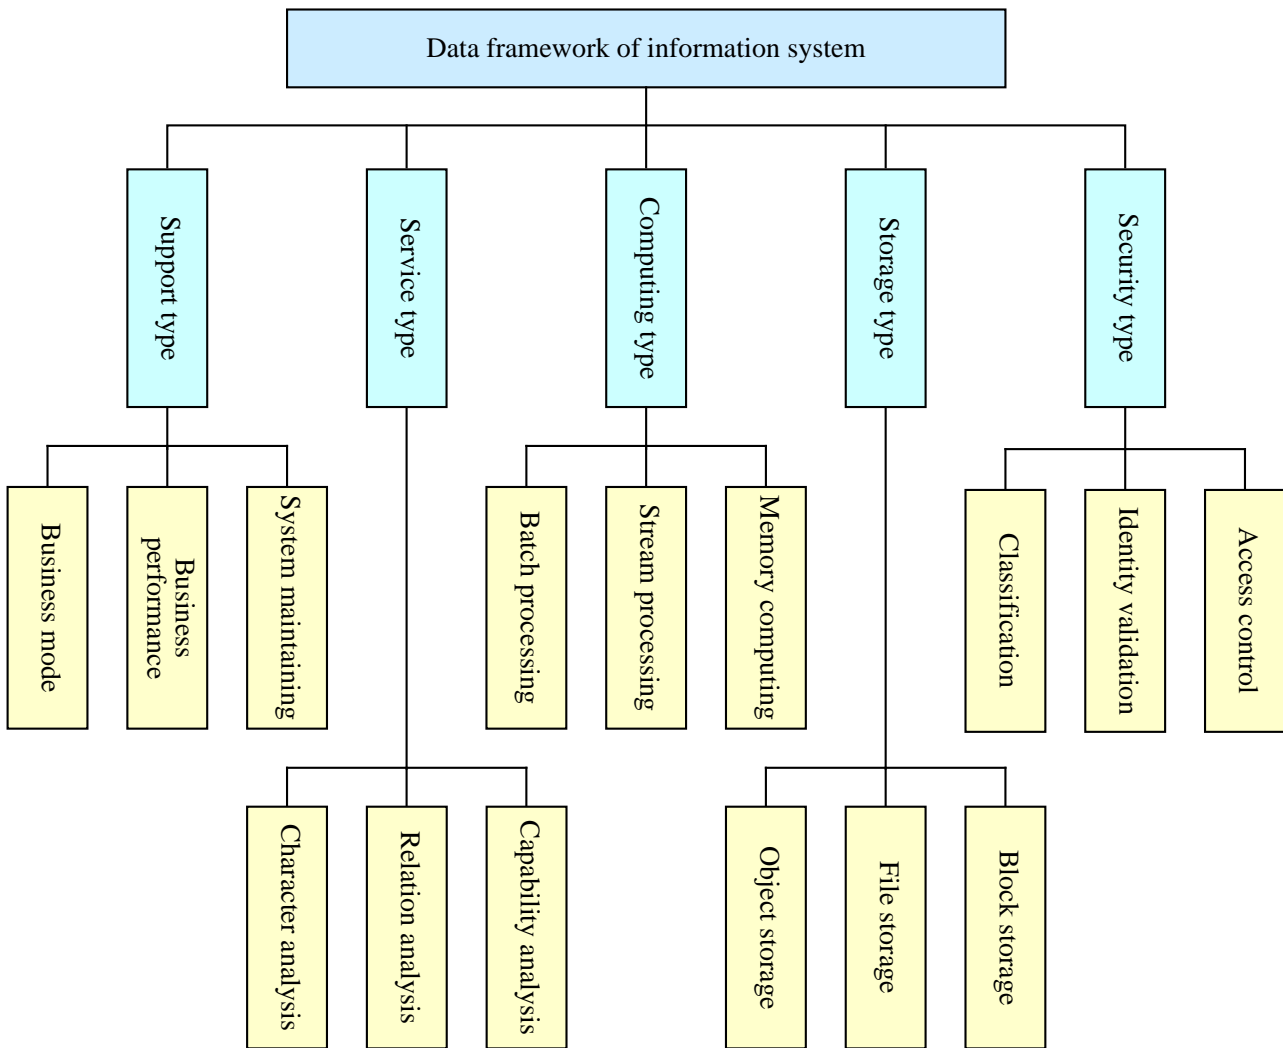 Data framework of information system
Support type
Service type
Computing type
Storage type
Security type
Business mode
Business
performance
System maintaining
Batch processing
Stream processing
Memory computing
Classification
Identity validation
Access control
Character analysis
Relation analysis
Capability analysis
Object storage
File storage
Block storage